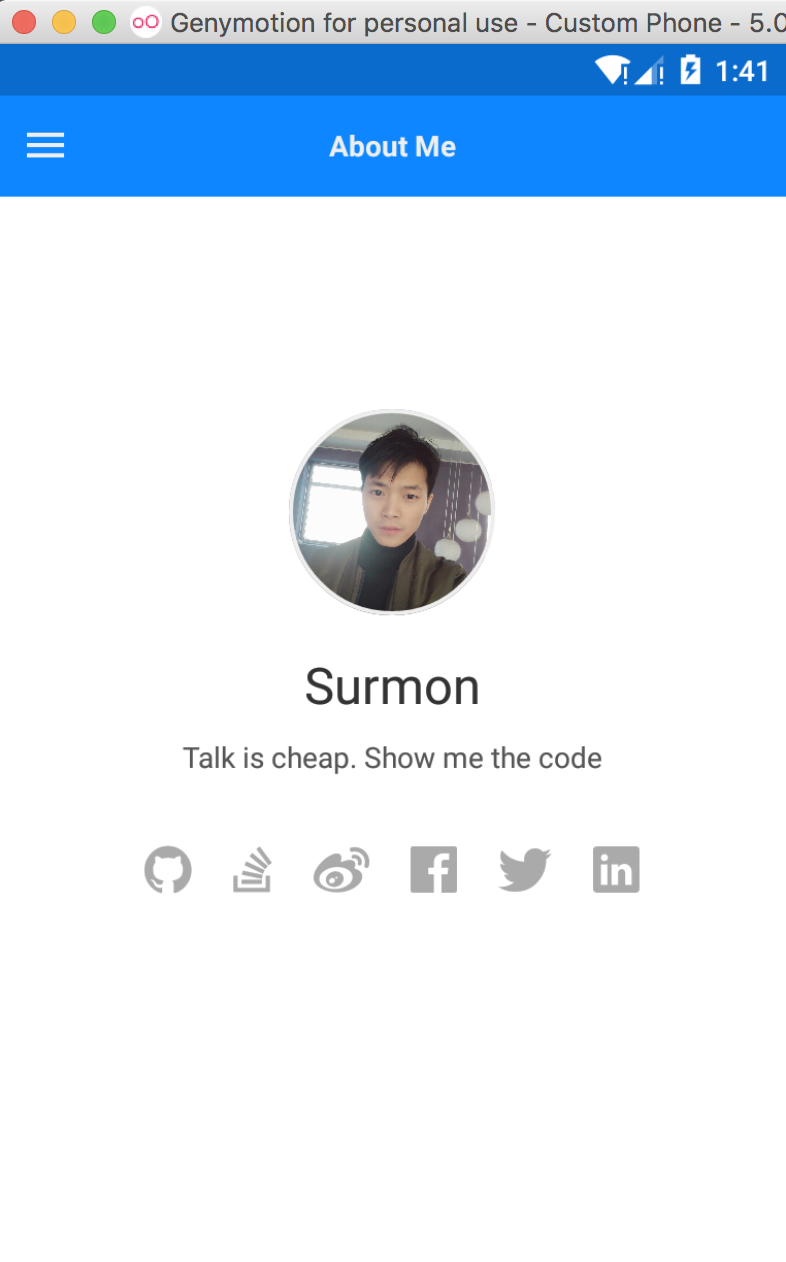 Genymotion for personal use - Custom Phone - 5.0
1:41
About Me
Surmon
Talk is cheap. Show me the code